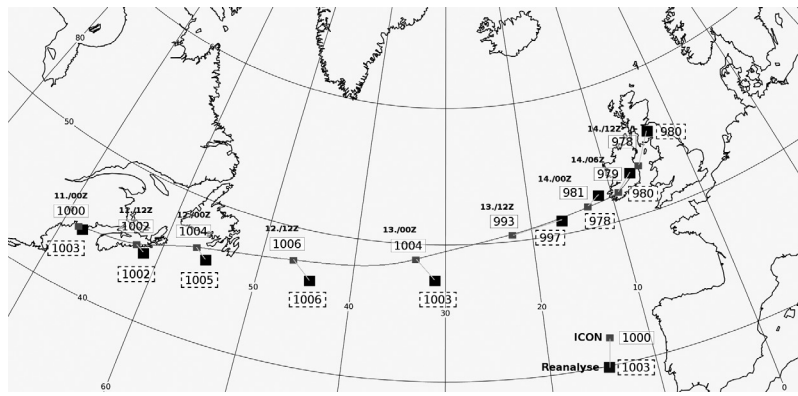 80
50
14./12Z
978
980
11./00Z
1000
1003
11./12Z
1002
1002
12./00Z
1004
1005
12./12Z
1006
1006
13./00Z
1004
1003
13./12Z
993
997
14./00Z
981
978
14./06Z
979
980
40
50
40
30
20
10
60
0
ICON 1000
Reanalyse 1003